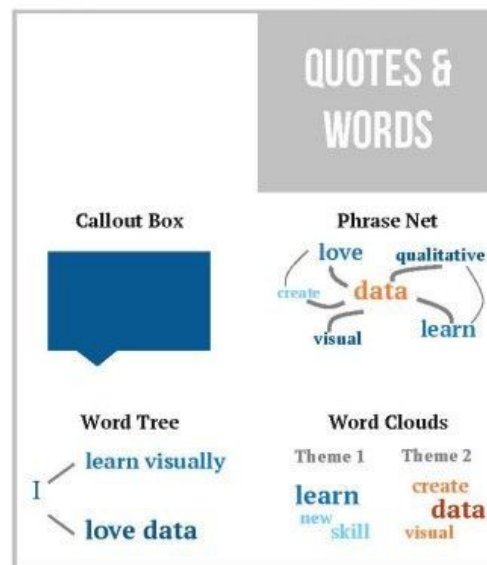 QUOTES &
WORDS
Callout Box
Phrase Net
love
qualitative
create
data
visual
learn
Word Tree
I
learn visually
love data
Word Clouds
Theme 1
Theme 2
learn
new
skill
create
data
visual